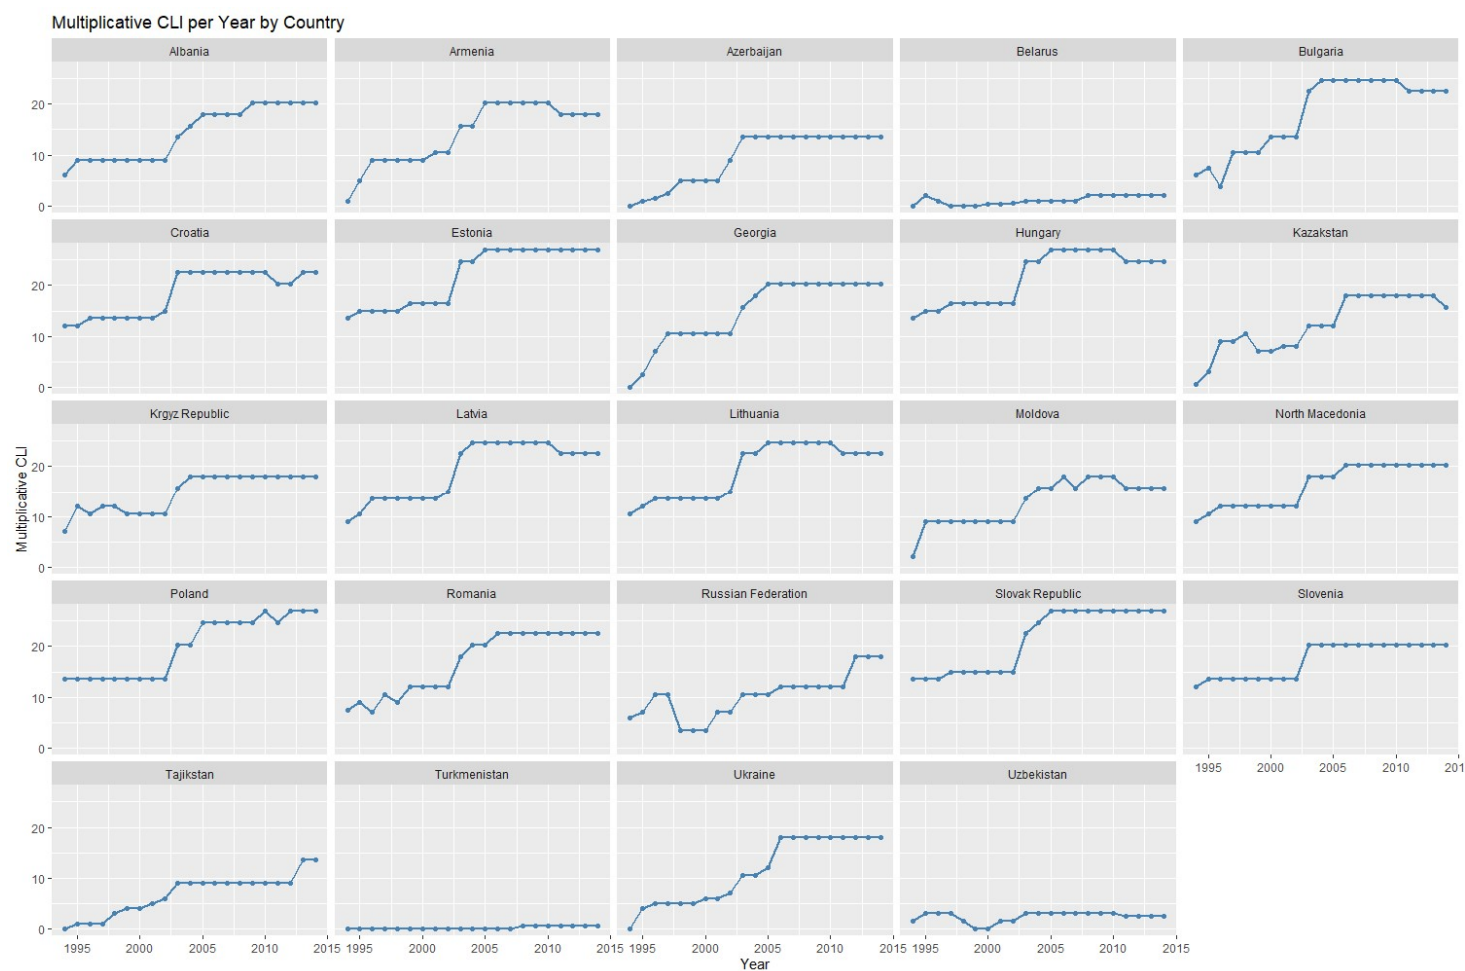 Multiplicative CLI per Year by Country
Albania Armenia Azerbaijan Belarus Bulgaria
20
10
0
Croatia Estonia Georgia Hungary Kazakstan
20
10
0
Krgyz Republic Latvia Lithuania Moldova North Macedonia
20
10
0
Multiplicative CLI
Poland Romania Russian Federation Slovak Republic Slovenia
20
10
0
1995 2000 2005 2010 201
Tajikstan Turkmenistan Ukraine Uzbekistan
20
10
0
1995 2000 2005 2010 2015 1995 2000 2005 2010 2015 1995 2000 2005 2010 2015 1995 2000 2005 2010 2015
Year